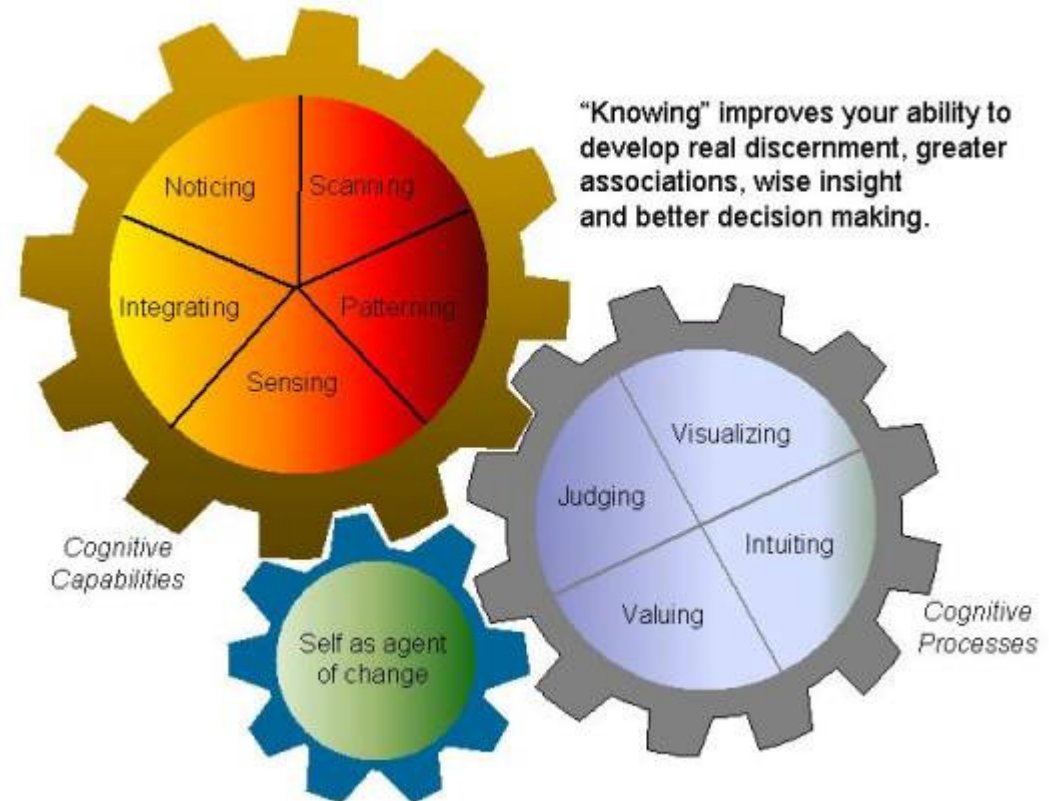 "Knowing" improves your ability to
develop real discernment, greater
associations, wise insight
and better decision making.
Noticing
Scanning
Integrating
Patterning
Sensing
Cognitive
Capabilities
Visualizing
Judging
Intuiting
Valuing
Cognitive
Processes
Self as agent
of change